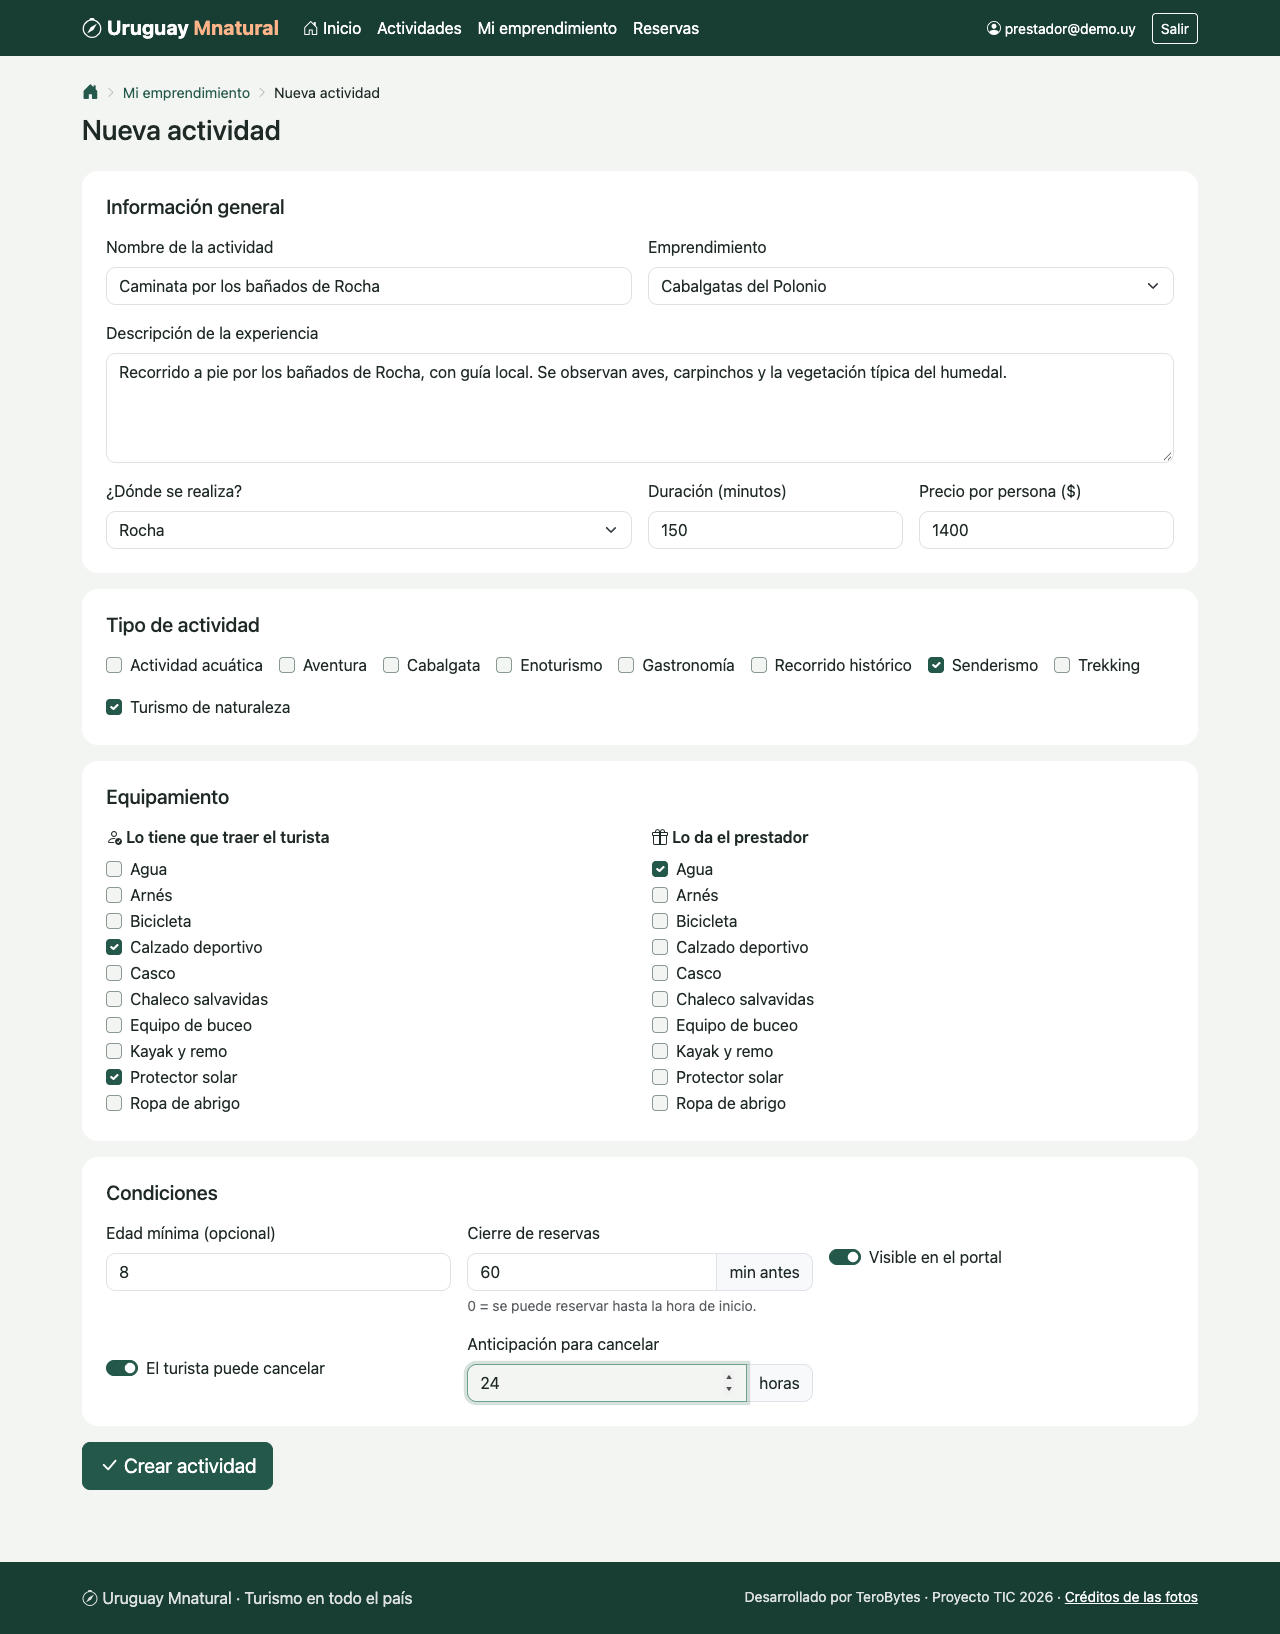 Uruguay Mnatural Inicio Actividades Mi emprendimiento Reservas prestador@demo.uy Salir
Mi emprendimiento Nueva actividad
Nueva actividad
Información general
Nombre de la actividad Emprendimiento
Caminata por los bañados de Rocha Cabalgatas del Polonio
Descripción de la experiencia
Recorrido a pie por los bañados de Rocha, con guía local. Se observan aves, carpinchos y la vegetación típica del humedal.
¿Dónde se realiza? Duración (minutos) Precio por persona ($)
Rocha 150 1400
Tipo de actividad
Actividad acuática Aventura Cabalgata Enoturismo Gastronomía Recorrido histórico Senderismo Trekking
Turismo de naturaleza
Equipamiento
Lo tiene que traer el turista
Agua
Arnés
Bicicleta
Calzado deportivo
Casco
Chaleco salvavidas
Equipo de buceo
Kayak y remo
Protector solar
Ropa de abrigo
Lo da el prestador
Agua
Arnés
Bicicleta
Calzado deportivo
Casco
Chaleco salvavidas
Equipo de buceo
Kayak y remo
Protector solar
Ropa de abrigo
Condiciones
Edad mínima (opcional) Cierre de reservas
8 60 min antes Visible en el portal
0 = se puede reservar hasta la hora de inicio.
Anticipación para cancelar
El turista puede cancelar 24 horas
Crear actividad
Uruguay Mnatural · Turismo en todo el país Desarrollado por TeroBytes · Proyecto TIC 2026 · Créditos de las fotos